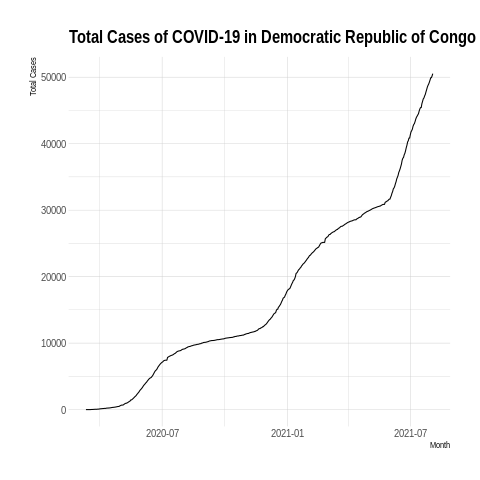 Total Cases of COVID-19 in Democratic Republic of Congo
Total Cases
50000
40000
30000
20000
10000
0
2020-07 2021-01 2021-07
Month